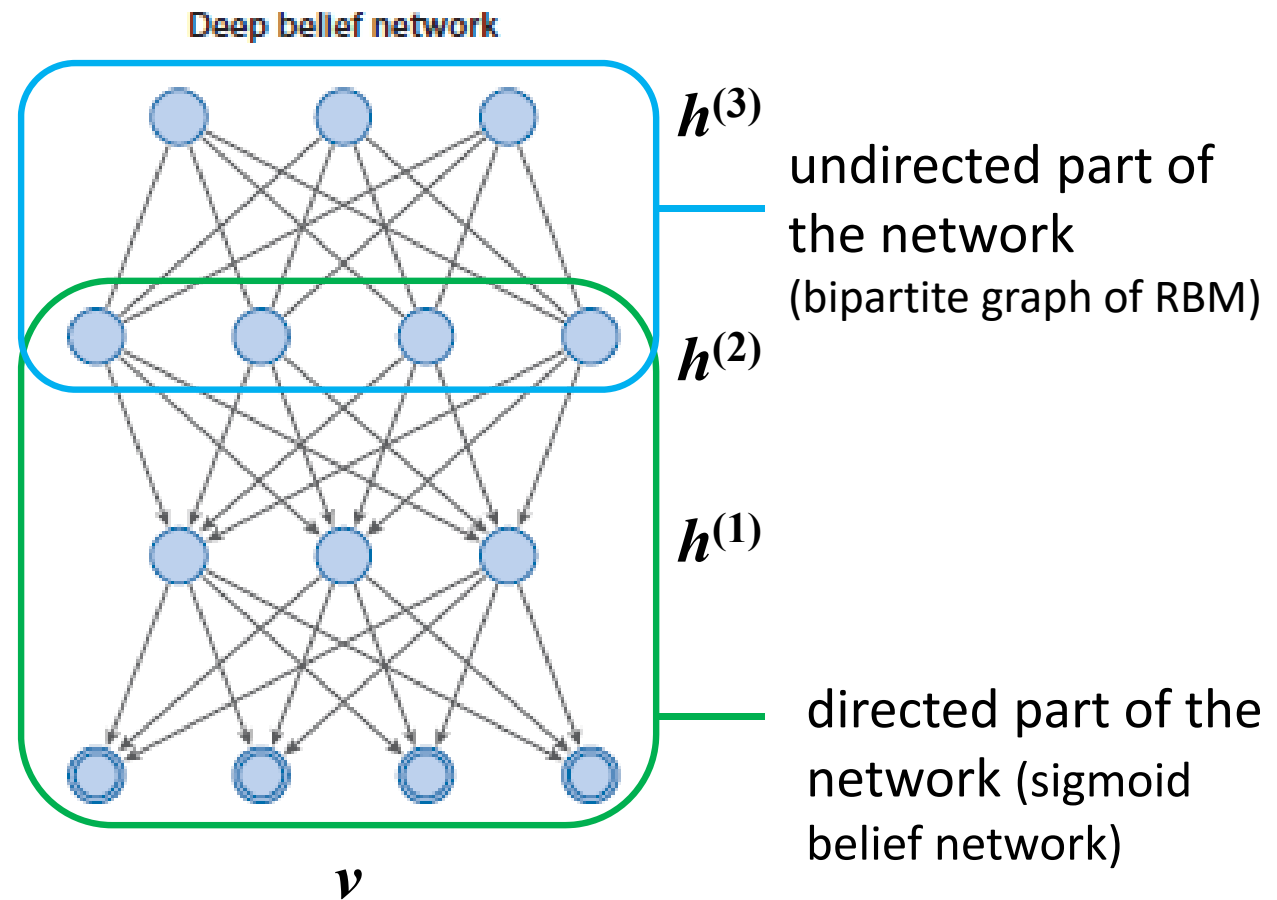 Deep belief network
h(3)
undirected part of
the network
(bipartite graph of RBM)
h(2)
h(1)
directed part of the
network (sigmoid
belief network)
v